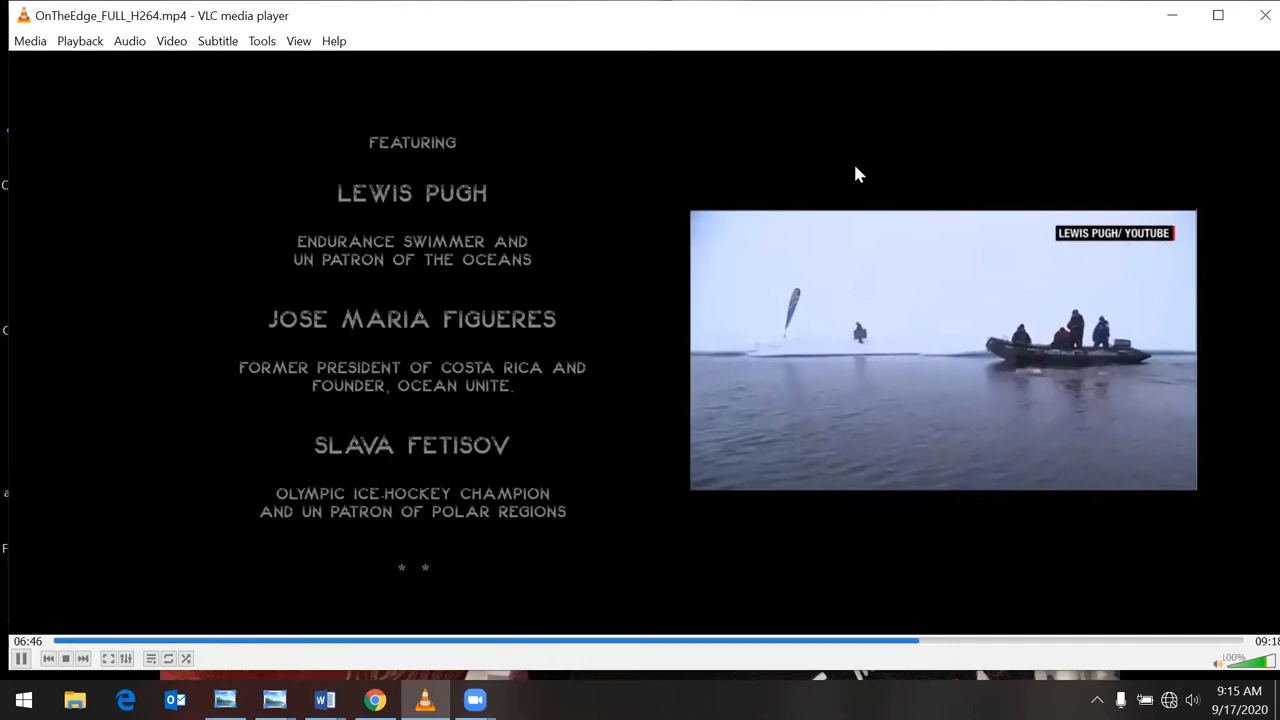 OnTheEdge_FULL_H264.mp4 - VLC media player
Media Playback Audio Video Subtitle Tools View Help
FEATURING
LEWIS PUGH
ENDURANCE SWIMMER AND
UN PATRON OF THE OCEANS
JOSE MARIA FIGUERES
FORMER PRESIDENT OF COSTA RICA AND
FOUNDER, OCEAN UNITE.
SLAVA FETISOV
OLYMPIC ICE-HOCKEY CHAMPION
AND UN PATRON OF POLAR REGIONS
* *
LEWIS PUGH/ YOUTUBE
06:46
09:18
100%
9:15 AM
9/17/2020